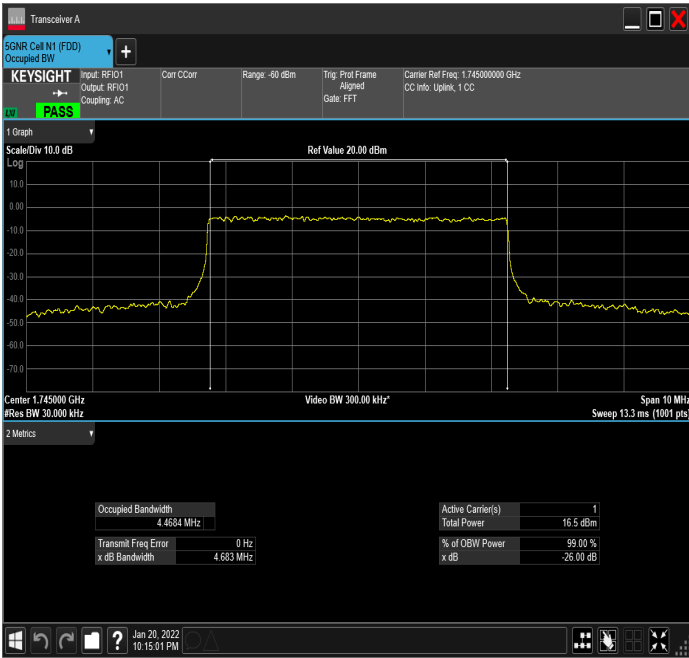 Transceiver A
5GNR Cell N1 (FDD)
Occupied BW
+
KEYSIGHT
Input: RFIO1
Output: RFIO1
Coupling: AC
Corr CCorr
Range: -60 dBm
Trig: Prot Frame
Aligned
Gate: FFT
Carrier Ref Freq: 1.745000000 GHz
CC Info: Uplink, 1 CC
LXI
PASS
1 Graph
Scale/Div 10.0 dB
Ref Value 20.00 dBm
Log
10.0
0.00
-10.0
-20.0
-30.0
-40.0
-50.0
-60.0
-70.0
Center 1.745000 GHz
Video BW 300.00 kHz*
Span 10 MHz
#Res BW 30.000 kHz
Sweep 13.3 ms (1001 pts)
2 Metrics
Occupied Bandwidth
4.4684 MHz
Active Carrier(s) 1
Total Power 16.5 dBm
Transmit Freq Error 0 Hz
x dB Bandwidth 4.683 MHz
% of OBW Power 99.00 %
x dB -26.00 dB
?
Jan 20, 2022
10:15:01 PM